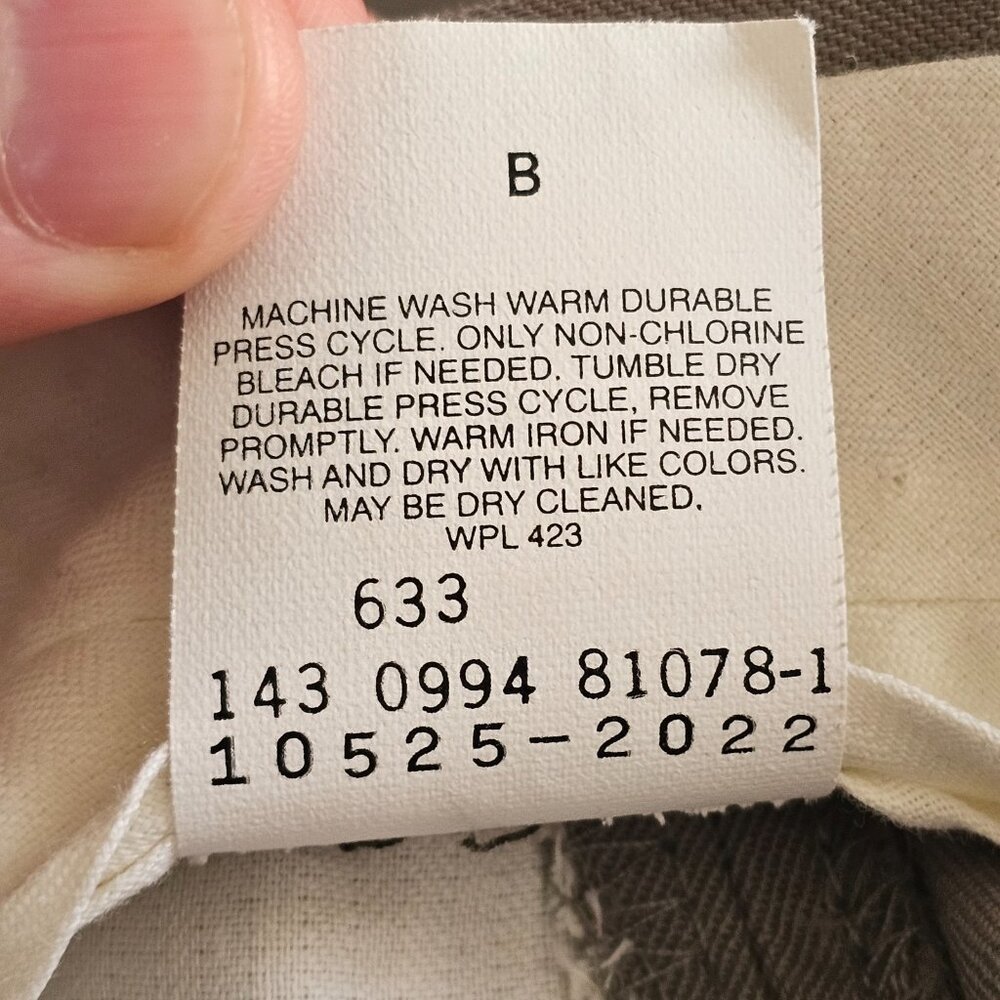 B
MACHINE WASH WARM DURABLE
PRESS CYCLE. ONLY NON-CHLORINE
BLEACH IF NEEDED. TUMBLE DRY
DURABLE PRESS CYCLE, REMOVE
PROMPTLY. WARM IRON IF NEEDED.
WASH AND DRY WITH LIKE COLORS.
MAY BE DRY CLEANED.
WPL 423
633
143 0994 81078-1
10525-2022